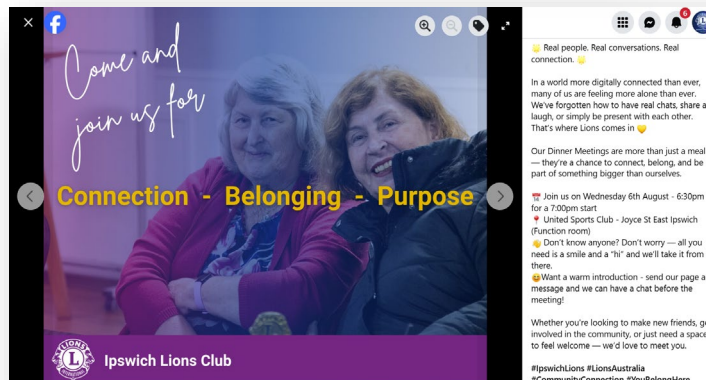 Come and
join us for
Connection - Belonging - Purpose
LIONS
INTERNATIONAL
Ipswich Lions Club
6
Real people. Real conversations. Real
connection.
In a world more digitally connected than ever,
many of us are feeling more alone than ever.
We've forgotten how to have real chats, share a
laugh, or simply be present with each other.
That's where Lions comes in 💛
Our Dinner Meetings are more than just a meal
— they're a chance to connect, belong, and be
part of something bigger than ourselves.
📅 Join us on Wednesday 6th August - 6:30pm
for a 7:00pm start
📍 United Sports Club - Joyce St East Ipswich
(Function room)
👋 Don't know anyone? Don't worry — all you
need is a smile and a “hi” and we'll take it from
there.
😊Want a warm introduction - send our page a
message and we can have a chat before the
meeting!
Whether you're looking to make new friends, ge
involved in the community, or just need a space
to feel welcome — we'd love to meet you.
#IpswichLions #LionsAustralia
#CommunityConnection #YouBelongHere